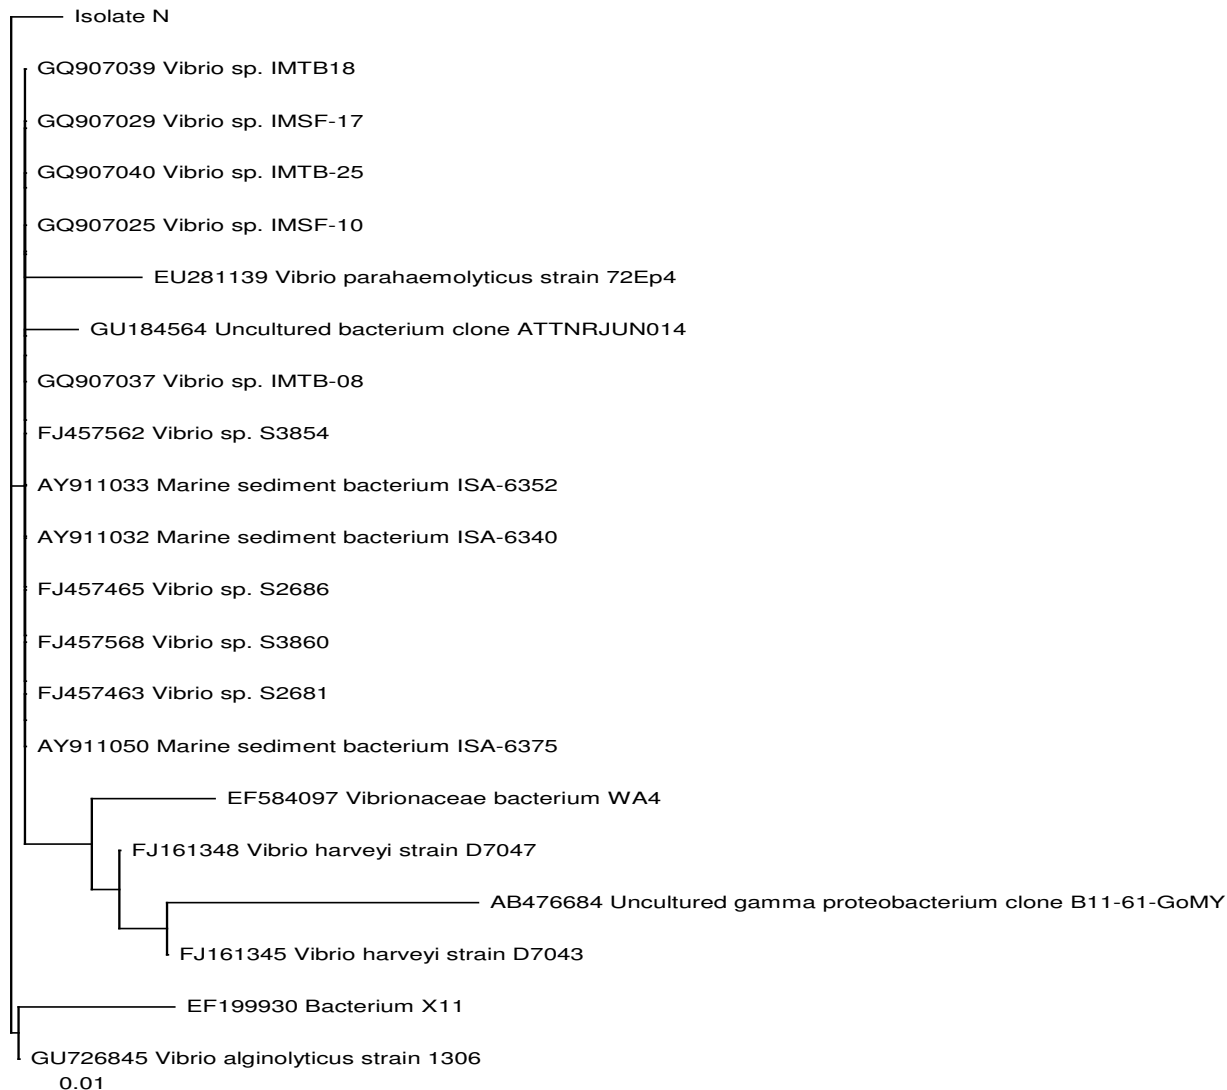 Isolate N
GQ907039 Vibrio sp. IMTB18
GQ907029 Vibrio sp. IMSF-17
GQ907040 Vibrio sp. IMTB-25
GQ907025 Vibrio sp. IMSF-10
EU281139 Vibrio parahaemolyticus strain 72Ep4
GU184564 Uncultured bacterium clone ATTNRJUN014
GQ907037 Vibrio sp. IMTB-08
FJ457562 Vibrio sp. S3854
AY911033 Marine sediment bacterium ISA-6352
AY911032 Marine sediment bacterium ISA-6340
FJ457465 Vibrio sp. S2686
FJ457568 Vibrio sp. S3860
FJ457463 Vibrio sp. S2681
AY911050 Marine sediment bacterium ISA-6375
EF584097 Vibrionaceae bacterium WA4
FJ161348 Vibrio harveyi strain D7047
AB476684 Uncultured gamma proteobacterium clone B11-61-GoMY
FJ161345 Vibrio harveyi strain D7043
EF199930 Bacterium X11
GU726845 Vibrio alginolyticus strain 1306
0.01